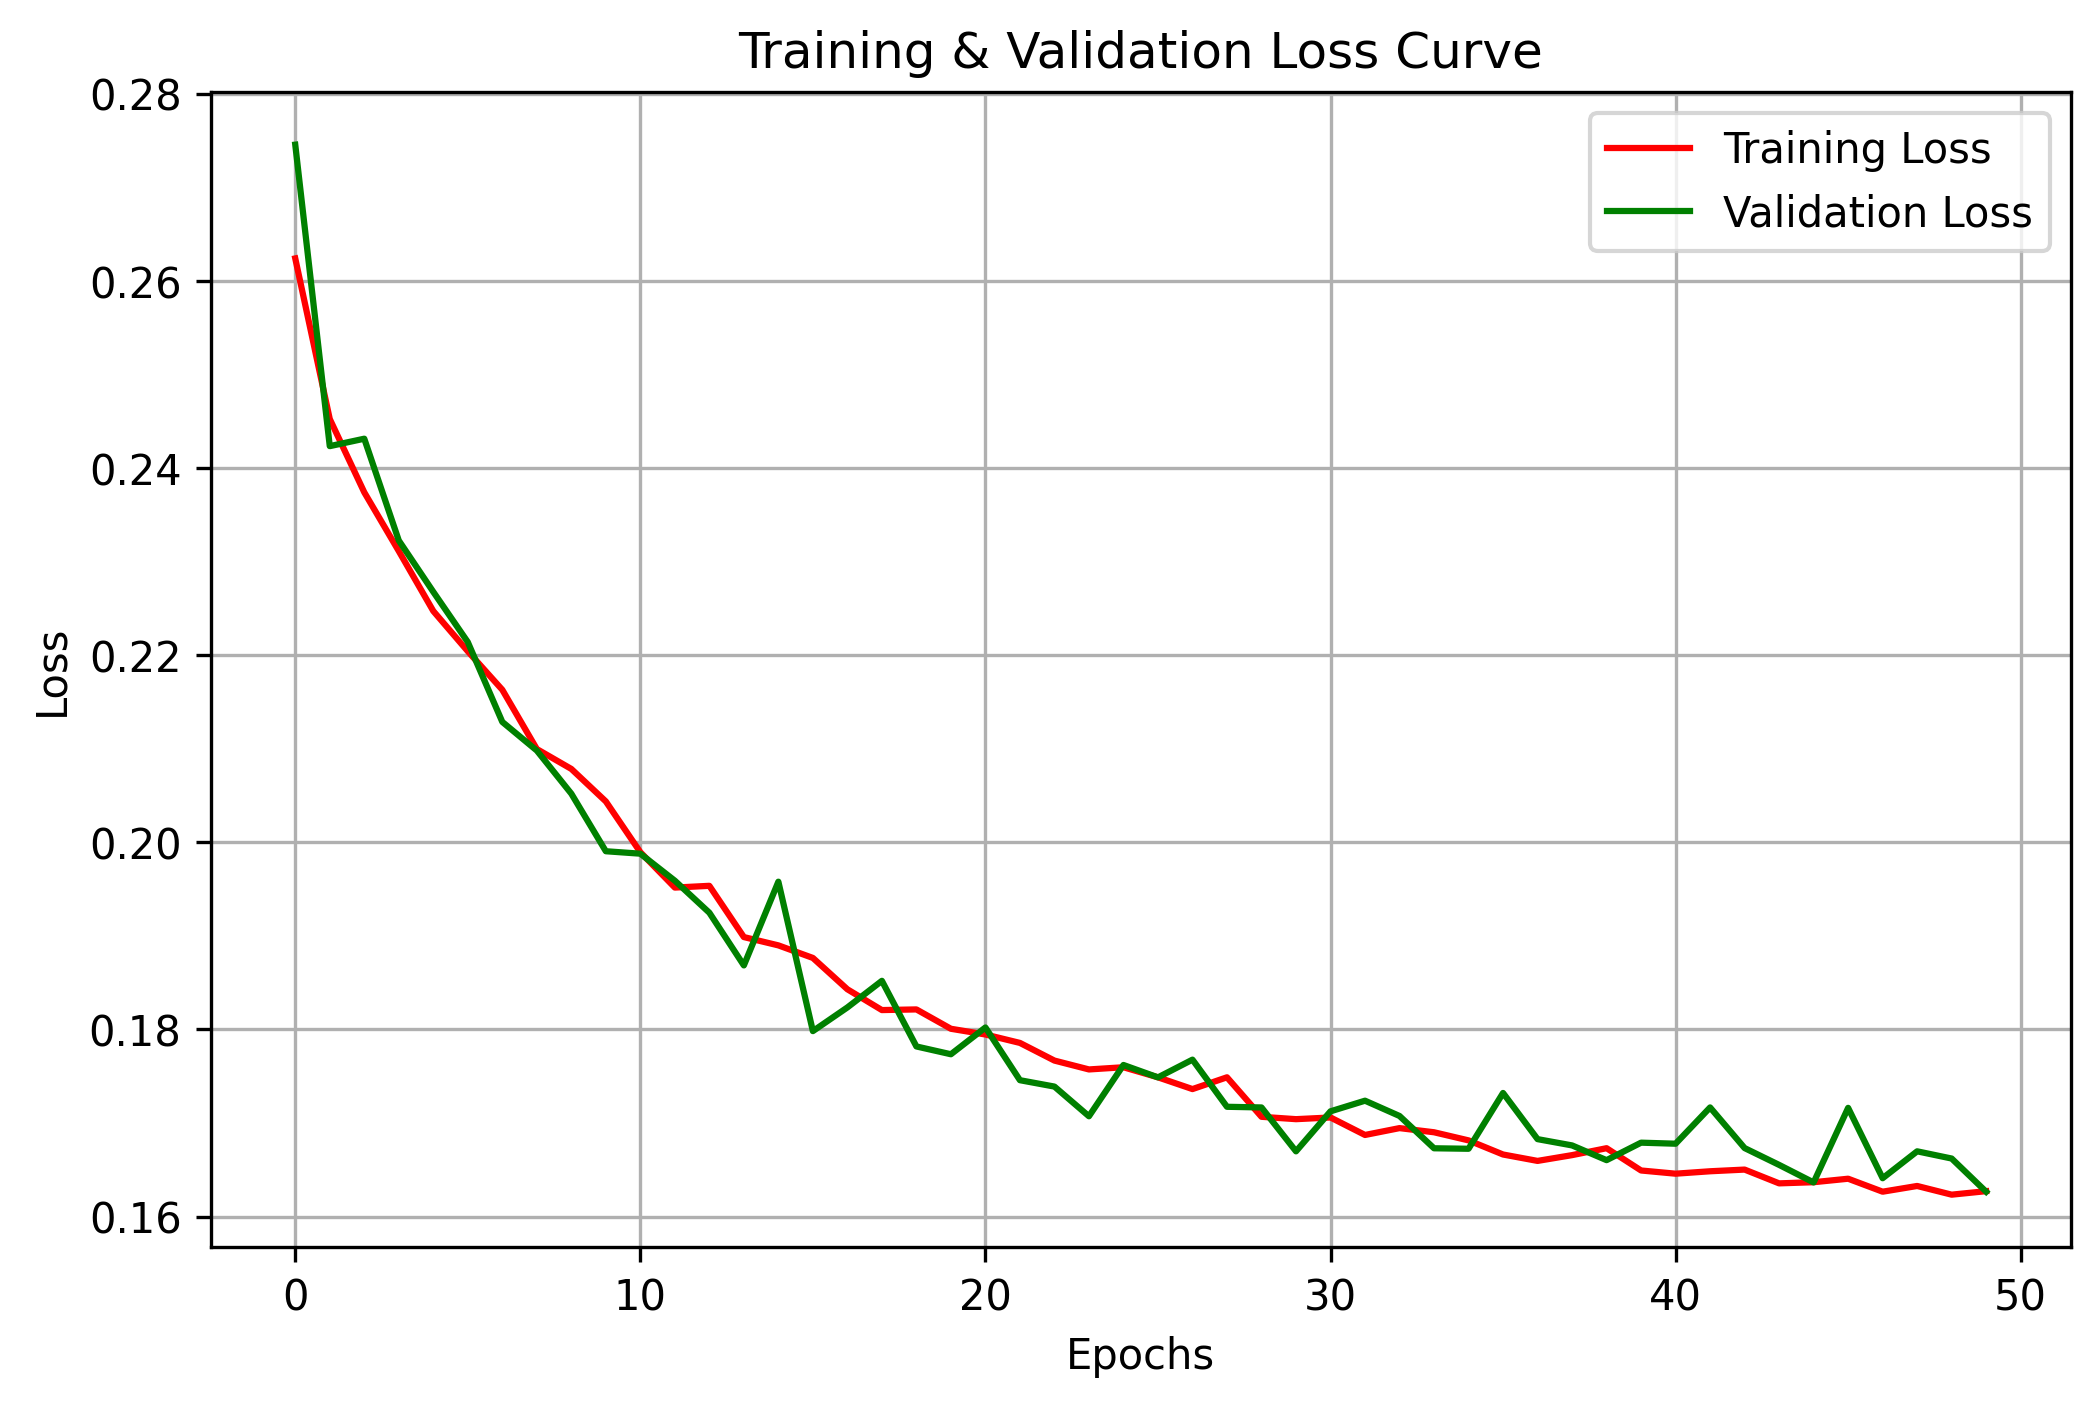 Training & Validation Loss Curve
0.28
0.26
0.24
0.22
0.20
0.18
0.16
Loss
Training Loss
Validation Loss
0 10 20 30 40 50
Epochs